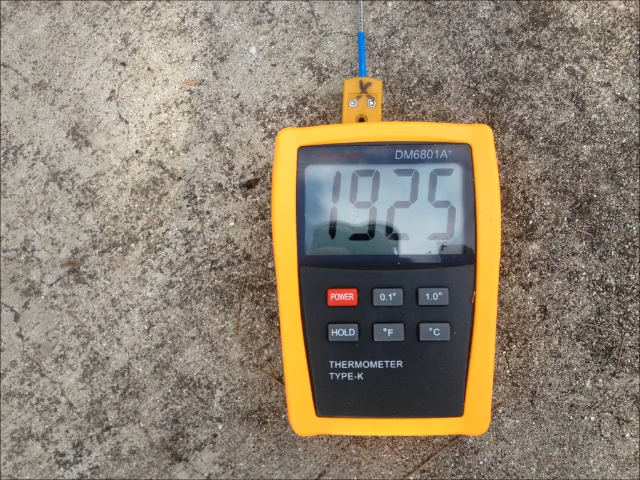 DM6801A+
1925
F
POWER 0.1° 1.0°
HOLD °F °C
THERMOMETER
TYPE-K